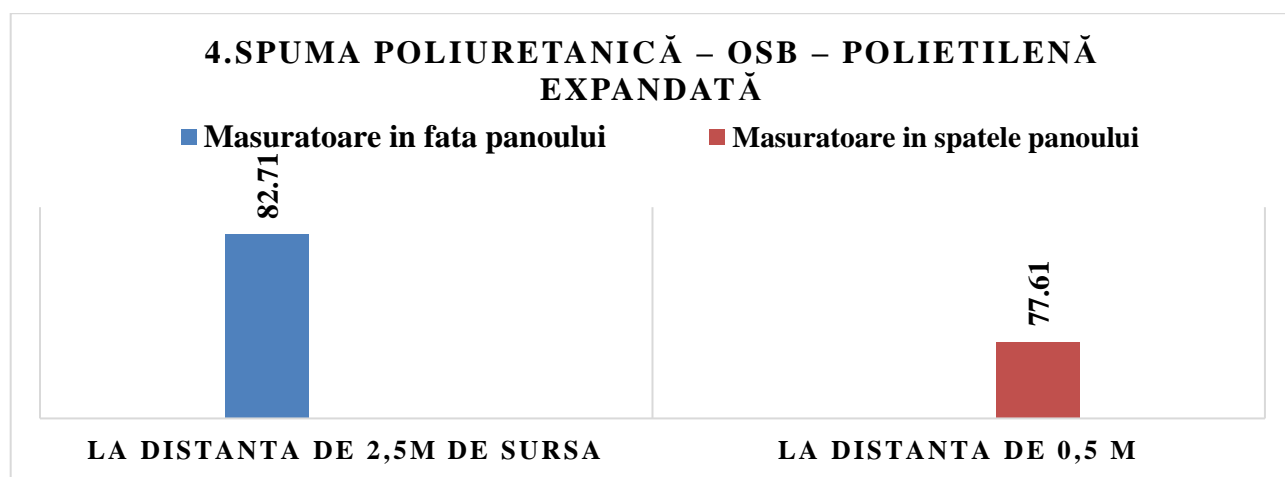 4.SPUMA POLIURETANICĂ – OSB – POLIETILENĂ
EXPANDATĂ
Masuratoare in fata panoului
Masuratoare in spatele panoului
82.71
77.61
LA DISTANTA DE 2,5M DE SURSA
LA DISTANTA DE 0,5 M